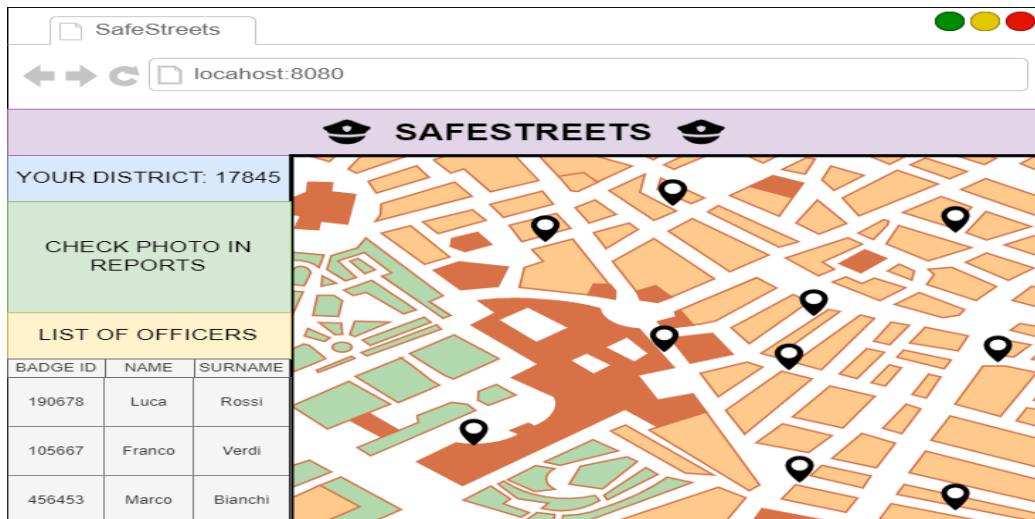 SafeStreets
locahost:8080
SAFESTREETS
YOUR DISTRICT: 17845
CHECK PHOTO IN
REPORTS
LIST OF OFFICERS
BADGE ID NAME SURNAME
190678 Luca Rossi
105667 Franco Verdi
456453 Marco Bianchi